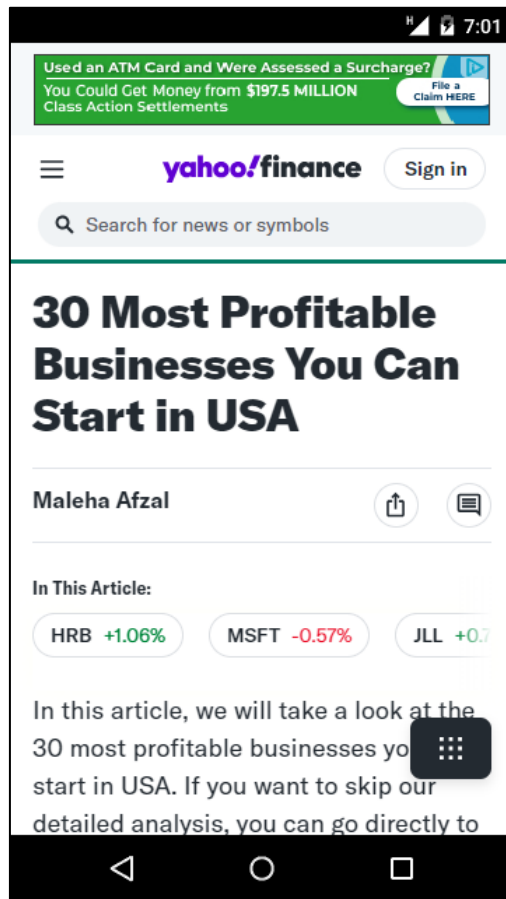 H 7:01
Used an ATM Card and Were Assessed a Surcharge?
You Could Get Money from $197.5 MILLION
Class Action Settlements
File a
Claim HERE
yahoo!finance
Sign in
Search for news or symbols
30 Most Profitable
Businesses You Can
Start in USA
Maleha Afzal
In This Article:
HRB +1.06% MSFT -0.57% JLL +0.7
In this article, we will take a look at the
30 most profitable businesses yo
start in USA. If you want to skip our
detailed analysis, you can go directly to